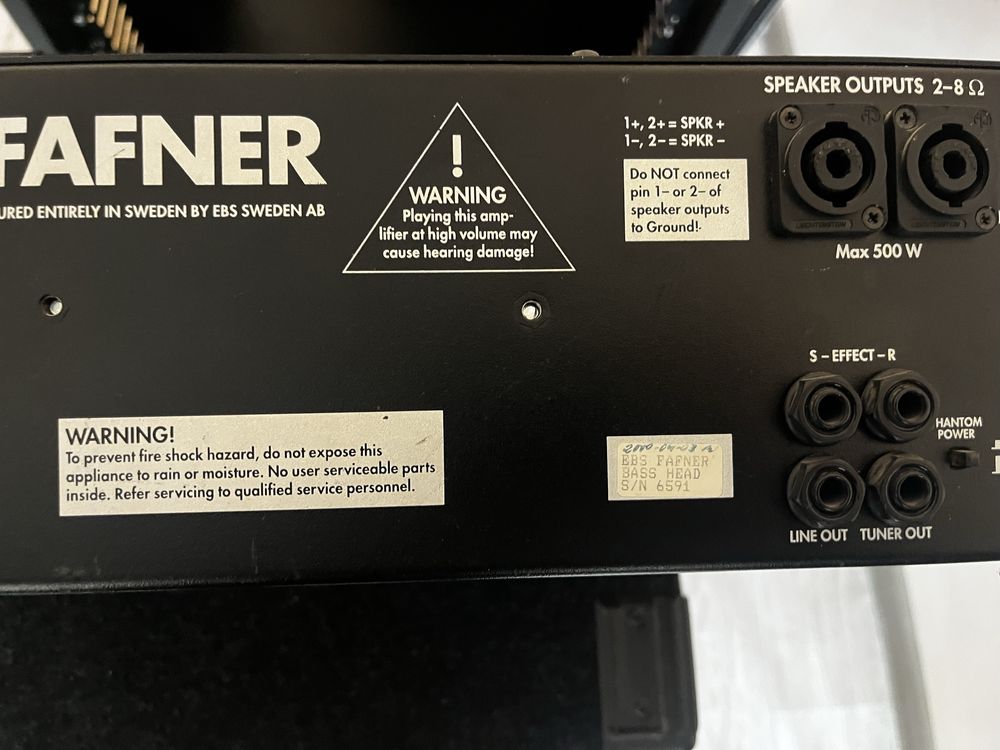 FAFNER
URED ENTIRELY IN SWEDEN BY EBS SWEDEN AB
!
WARNING
Playing this amp-
lifier at high volume may
cause hearing damage!
1+, 2+ = SPKR +
1–, 2– = SPKR –
Do NOT connect
pin 1– or 2– of
speaker outputs
to Ground!
SPEAKER OUTPUTS 2–8 Ω
Max 500 W
S – EFFECT – R
HANTOM
POWER
LINE OUT TUNER OUT
WARNING!
To prevent fire shock hazard, do not expose this
appliance to rain or moisture. No user serviceable parts
inside. Refer servicing to qualified service personnel.
EBS FAFNER
BASS HEAD
S/N 6591